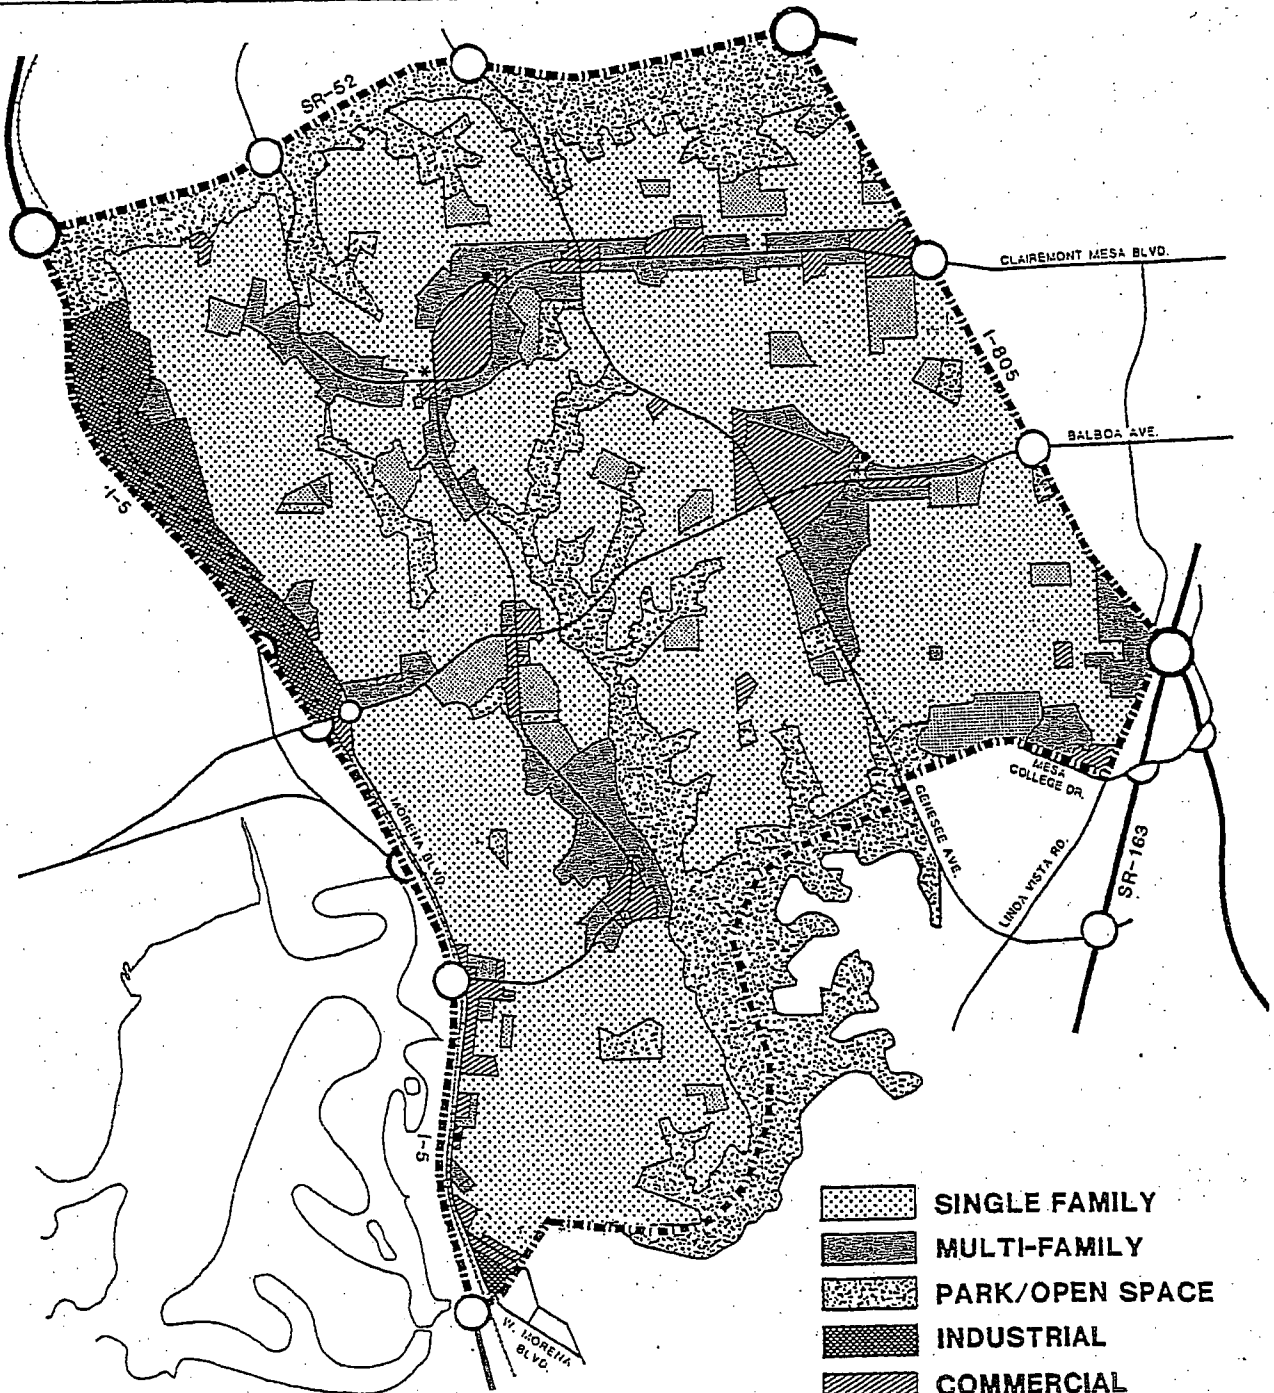 SR-52
CLAIREMONT MESA BLVD.
I-805
BALBOA AVE.
I-5
MESA
COLLEGE DR.
GENESEE AVE.
LINDA VISTA RD.
SR-163
MORENA BLVD.
I-5
W. MORENA
BLVD.
SINGLE FAMILY
MULTI-FAMILY
PARK/OPEN SPACE
INDUSTRIAL
COMMERCIAL